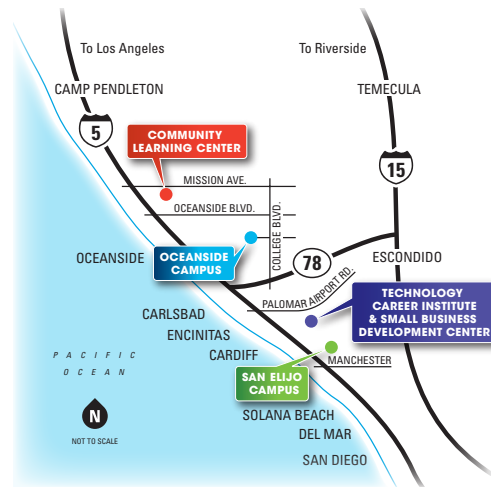 To Los Angeles
To Riverside
CAMP PENDLETON
TEMECULA
5
COMMUNITY
LEARNING CENTER
15
MISSION AVE.
OCEANSIDE BLVD.
COLLEGE BLVD.
OCEANSIDE
OCEANSIDE
CAMPUS
78
ESCONDIDO
PALOMAR AIRPORT RD.
TECHNOLOGY
CAREER INSTITUTE
& SMALL BUSINESS
DEVELOPMENT CENTER
CARLSBAD
ENCINITAS
CARDIFF
PACIFIC
OCEAN
MANCHESTER
SAN ELIJO
CAMPUS
N
NOT TO SCALE
SOLANA BEACH
DEL MAR
SAN DIEGO